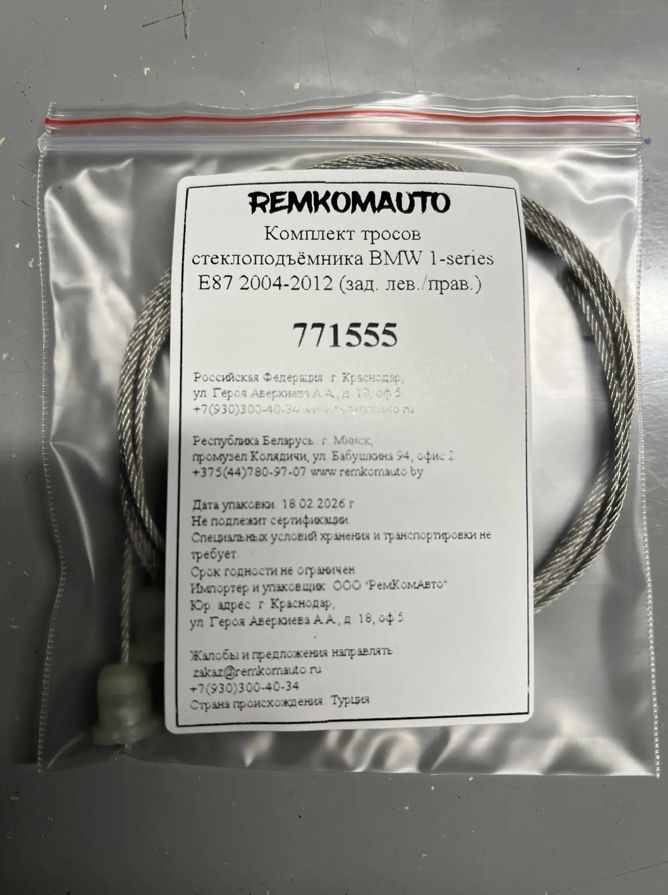 REMKOMAUTO
Комплект тросов
стеклоподъёмника BMW 1-series
E87 2004-2012 (зад. лев./прав.)
771555
Российская Федерация г. Краснодар,
ул. Героя Аверкиева А.А., д. 18, оф 5.
+7(930)300-40-34
Республика Беларусь г. Минск,
промузел Колядичи, ул. Бабушкина 94, офис 2
+375(44)780-97-07 www.remkomauto.by
Дата упаковки 18.02.2026 г
Не подлежит сертификации
Специальных условий хранения и транспортировки не
требует.
Срок годности не ограничен
Импортер и упаковщик ООО "РемКомАвто"
Юр. адрес г. Краснодар,
ул. Героя Аверкиева А.А., д. 18, оф 5
Жалобы и предложения направлять
zakaz@remkomauto.ru
+7(930)300-40-34
Страна происхождения Турция